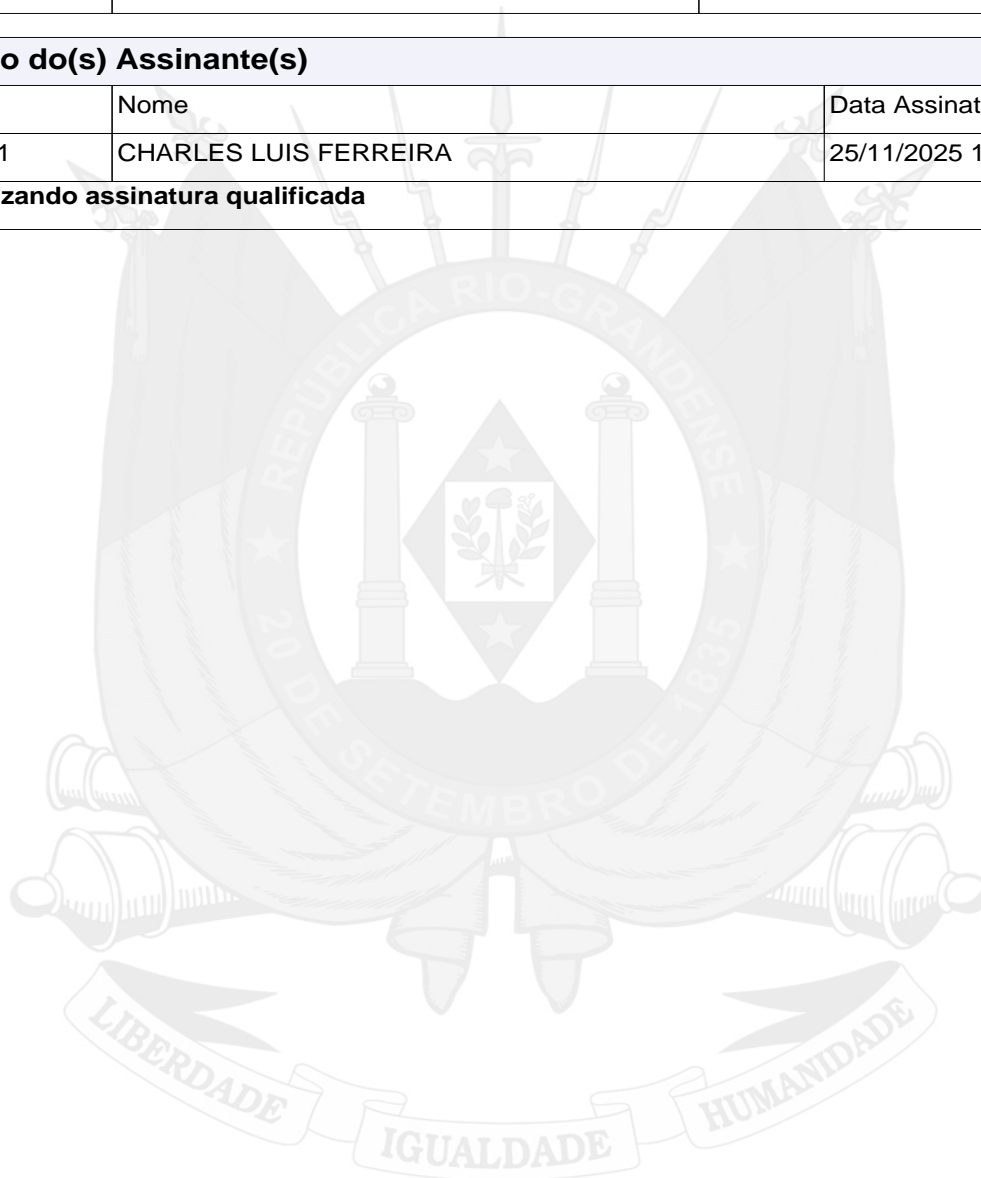 o do(s) Assinante(s)
Nome Data Assinat
1 CHARLES LUIS FERREIRA 25/11/2025 1
zando assinatura qualificada
REPÚBLICA RIO-GRANDENSE
20 DE SETEMBRO DE 1835
LIBERDADE IGUALDADE HUMANIDADE